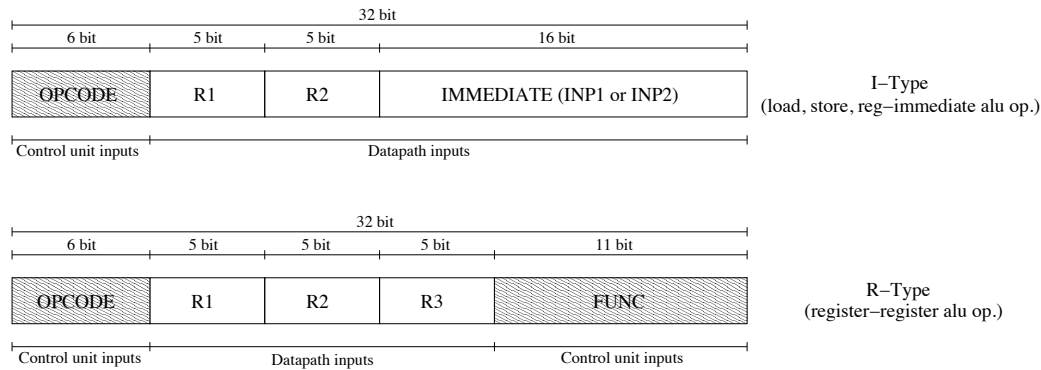 32 bit
6 bit 5 bit 5 bit 16 bit
OPCODE R1 R2 IMMEDIATE (INP1 or INP2)
I–Type
(load, store, reg–immediate alu op.)
Control unit inputs Datapath inputs
32 bit
6 bit 5 bit 5 bit 5 bit 11 bit
OPCODE R1 R2 R3 FUNC
R–Type
(register–register alu op.)
Control unit inputs Datapath inputs Control unit inputs